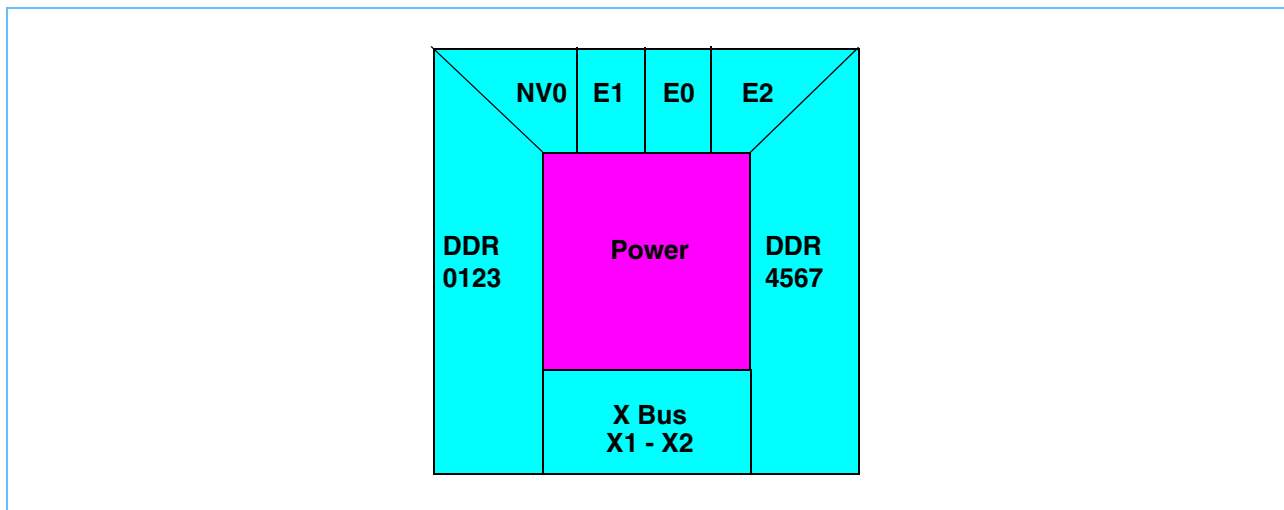 NV0
E1
E0
E2
DDR
0123
Power
DDR
4567
X Bus
X1 - X2